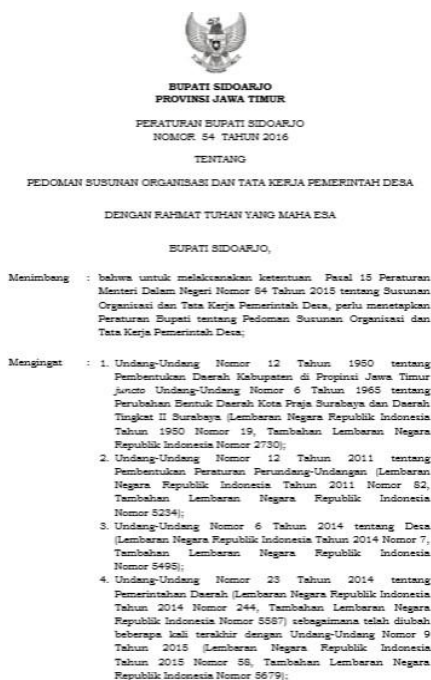 BUPATI SIDOARJO
PROVINSI JAWA TIMUR
PERATURAN BUPATI SIDOARJO
NOMOR 54 TAHUN 2016
TENTANG
PEDOMAN SUSUNAN ORGANISASI DAN TATA KERJA PEMERINTAH DESA
DENGAN RAHMAT TUHAN YANG MAHA ESA
BUPATI SIDOARJO,
Menimbang : bahwa untuk melaksanakan ketentuan Pasal 15 Peraturan
Menteri Dalam Negeri Nomor 84 Tahun 2015 tentang Susunan
Organisasi dan Tata Kerja Pemerintah Desa, perlu menetapkan
Peraturan Bupati tentang Pedoman Susunan Organisasi dan
Tata Kerja Pemerintah Desa;
Mengingat : 1. Undang-Undang Nomor 12 Tahun 1950 tentang
Pembentukan Daerah Kabupaten di Propinsi Jawa Timur
juncto Undang-Undang Nomor 6 Tahun 1965 tentang
Perubahan Bentuk Daerah Kota Praja Surabaya dan Daerah
Tingkat II Surabaya (Lembaran Negara Republik Indonesia
Tahun 1950 Nomor 19, Tambahan Lembaran Negara
Republik Indonesia Nomor 2730);
2. Undang-Undang Nomor 12 Tahun 2011 tentang
Pembentukan Peraturan Perundang-Undangan (Lembaran
Negara Republik Indonesia Tahun 2011 Nomor 82,
Tambahan Lembaran Negara Republik Indonesia
Nomor 5234);
3. Undang-Undang Nomor 6 Tahun 2014 tentang Desa
(Lembaran Negara Republik Indonesia Tahun 2014 Nomor 7,
Tambahan Lembaran Negara Republik Indonesia
Nomor 5495);
4. Undang-Undang Nomor 23 Tahun 2014 tentang
Pemerintahan Daerah (Lembaran Negara Republik Indonesia
Tahun 2014 Nomor 244, Tambahan Lembaran Negara
Republik Indonesia Nomor 5587) sebagaimana telah diubah
beberapa kali terakhir dengan Undang-Undang Nomor 9
Tahun 2015 (Lembaran Negara Republik Indonesia
Tahun 2015 Nomor 58, Tambahan Lembaran Negara
Republik Indonesia Nomor 5679);